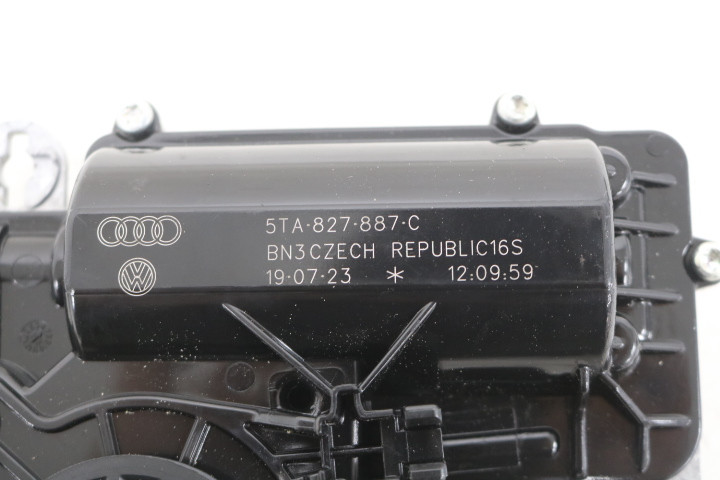 5TA-827-887-C
BN3CZECH REPUBLIC16S
19·07·23 * 12:09:59